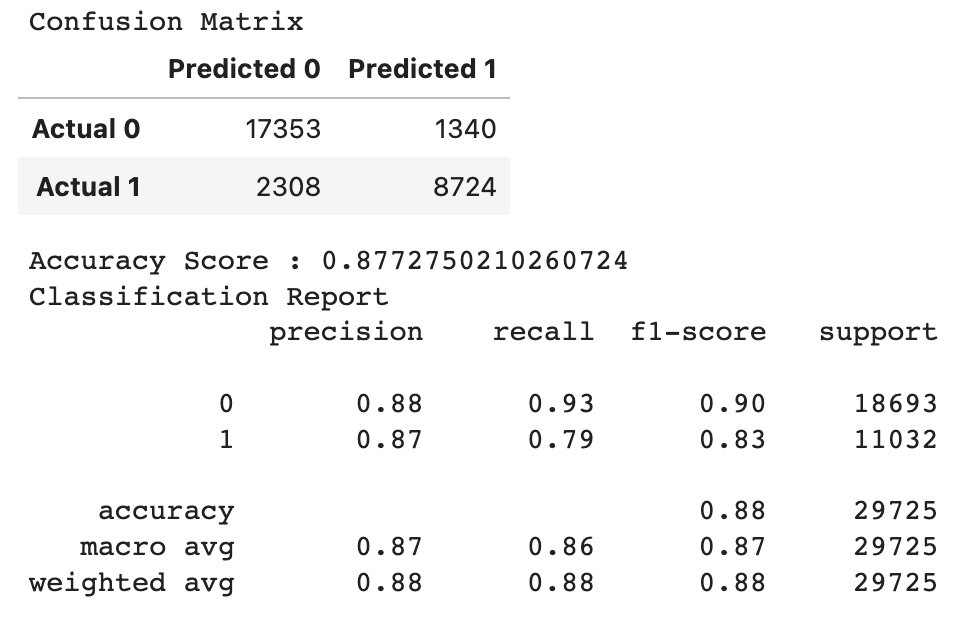 Confusion Matrix
Predicted 0 Predicted 1
Actual 0 17353 1340
Actual 1 2308 8724
Accuracy Score : 0.8772750210260724
Classification Report
precision recall f1-score support
0 0.88 0.93 0.90 18693
1 0.87 0.79 0.83 11032
accuracy 0.88 29725
macro avg 0.87 0.86 0.87 29725
weighted avg 0.88 0.88 0.88 29725